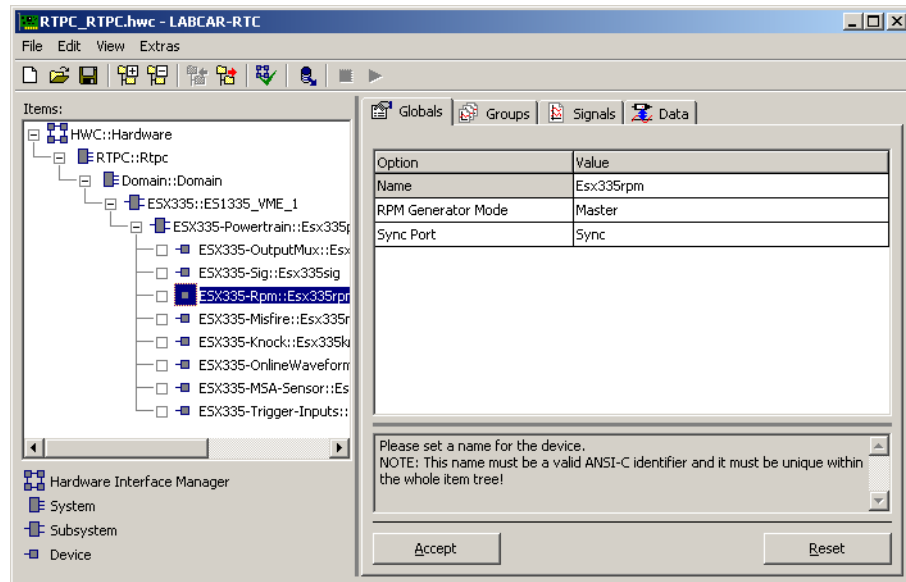 RTPC_RTPC.hwc - LABCAR-RTC
File Edit View Extras
Items:
HWC::Hardware
RTPC::Rtpc
Domain::Domain
ESX335::ES1335_VME_1
ESX335-Powertrain::Esx335p
ESX335-OutputMux::Esx
ESX335-Sig::Esx335sig
ESX335-Rpm::Esx335rpm
ESX335-Misfire::Esx335r
ESX335-Knock::Esx335k
ESX335-OnlineWaveform
ESX335-MSA-Sensor::Es
ESX335-Trigger-Inputs::
Hardware Interface Manager
System
Subsystem
Device
Globals Groups Signals Data
Option Value
Name Esx335rpm
RPM Generator Mode Master
Sync Port Sync
Please set a name for the device.
NOTE: This name must be a valid ANSI-C identifier and it must be unique within
the whole item tree!
Accept Reset